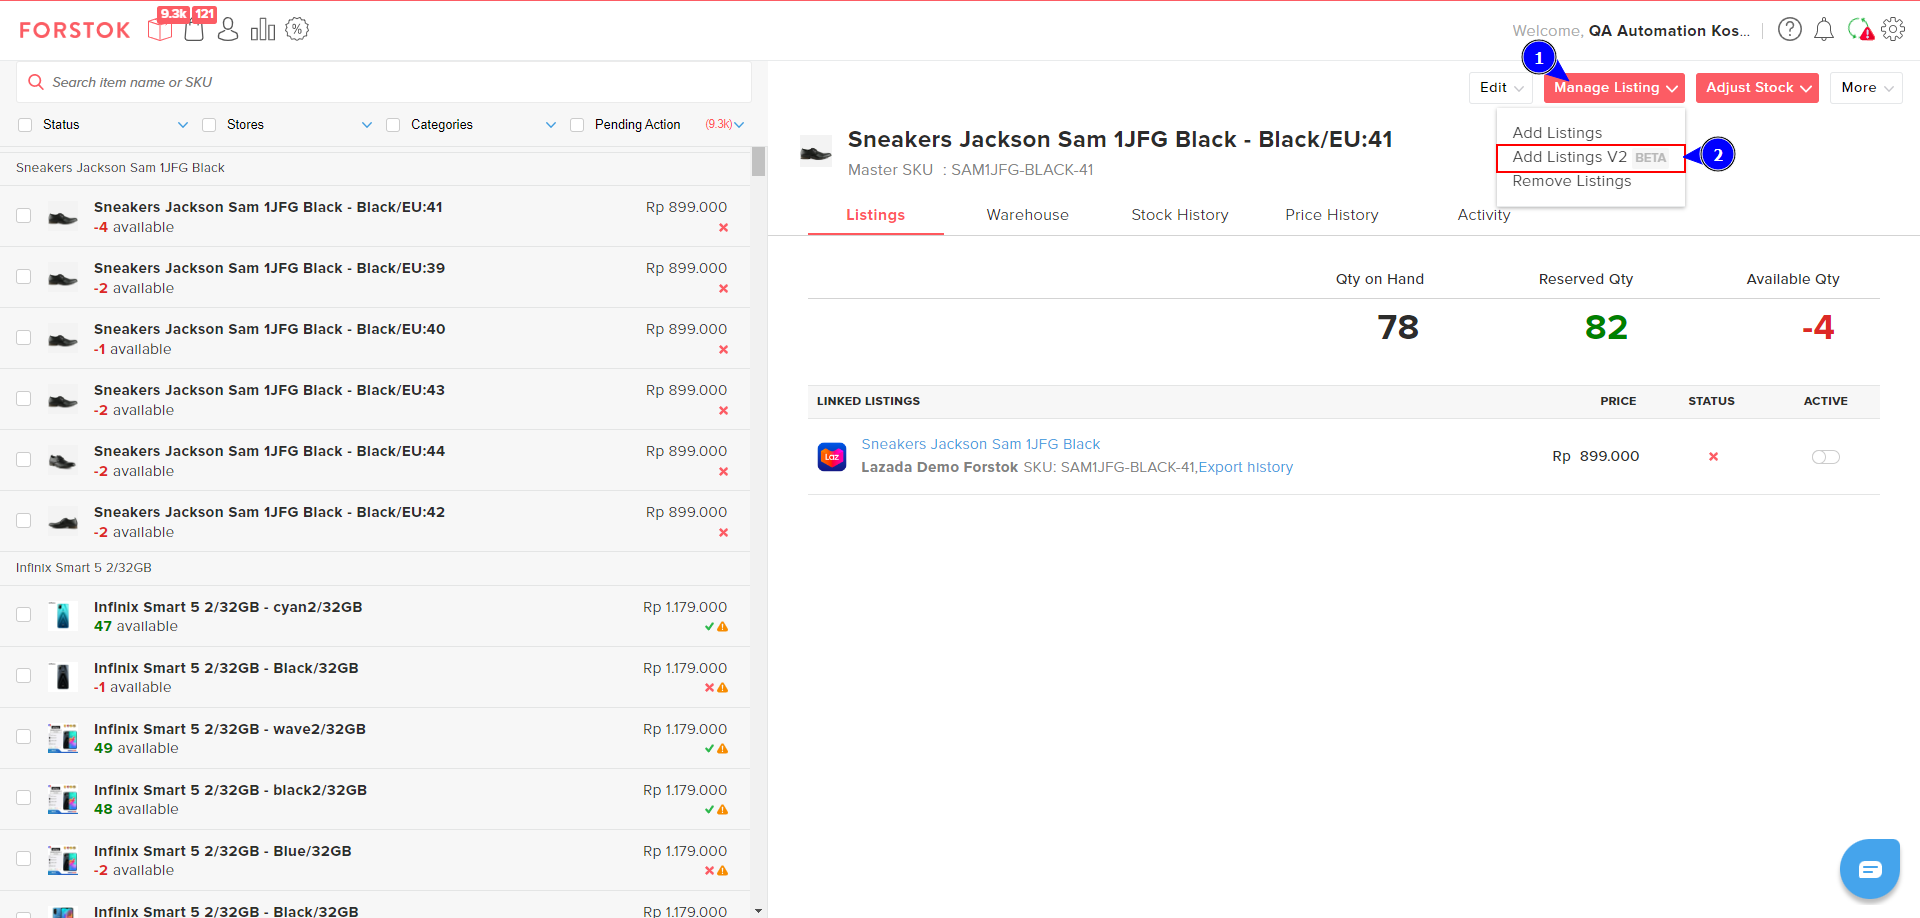 FORSTOK
9.3k 121
Welcome, QA Automation Kos...
Search item name or SKU
Status Stores Categories Pending Action (9.3k)
Sneakers Jackson Sam 1JFG Black
Sneakers Jackson Sam 1JFG Black - Black/EU:41 Rp 899.000
-4 available
Sneakers Jackson Sam 1JFG Black - Black/EU:39 Rp 899.000
-2 available
Sneakers Jackson Sam 1JFG Black - Black/EU:40 Rp 899.000
-1 available
Sneakers Jackson Sam 1JFG Black - Black/EU:43 Rp 899.000
-2 available
Sneakers Jackson Sam 1JFG Black - Black/EU:44 Rp 899.000
-2 available
Sneakers Jackson Sam 1JFG Black - Black/EU:42 Rp 899.000
-2 available
Infinix Smart 5 2/32GB
Infinix Smart 5 2/32GB - cyan2/32GB Rp 1.179.000
47 available
Infinix Smart 5 2/32GB - Black/32GB Rp 1.179.000
-1 available
Infinix Smart 5 2/32GB - wave2/32GB Rp 1.179.000
49 available
Infinix Smart 5 2/32GB - black2/32GB Rp 1.179.000
48 available
Infinix Smart 5 2/32GB - Blue/32GB Rp 1.179.000
-2 available
Infinix Smart 5 2/32GB - Black/32GB Rp 1.179.000
1
Edit Manage Listing Adjust Stock More
Add Listings
Add Listings V2 BETA
2
Remove Listings
Sneakers Jackson Sam 1JFG Black - Black/EU:41
Master SKU : SAM1JFG-BLACK-41
Listings Warehouse Stock History Price History Activity
Qty on Hand Reserved Qty Available Qty
78 82 -4
LINKED LISTINGS PRICE STATUS ACTIVE
Laz
Sneakers Jackson Sam 1JFG Black
Lazada Demo Forstok SKU: SAM1JFG-BLACK-41,Export history
Rp 899.000